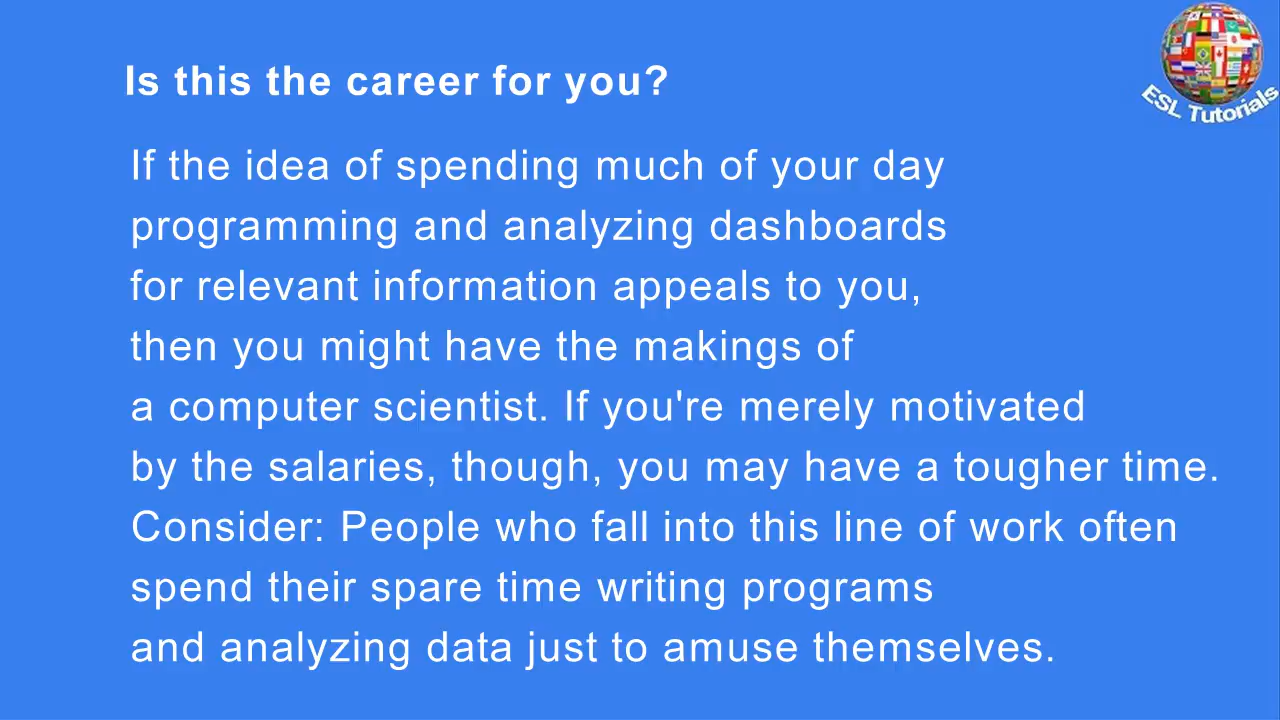 Is this the career for you?
ESL Tutorials
If the idea of spending much of your day
programming and analyzing dashboards
for relevant information appeals to you,
then you might have the makings of
a computer scientist. If you're merely motivated
by the salaries, though, you may have a tougher time.
Consider: People who fall into this line of work often
spend their spare time writing programs
and analyzing data just to amuse themselves.